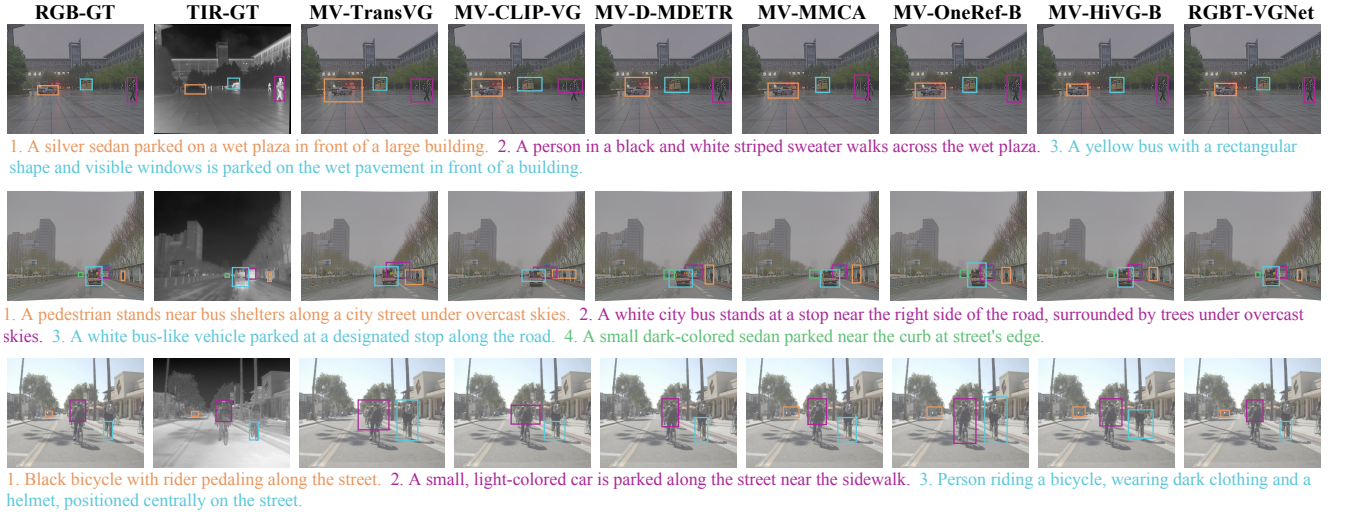 RGB-GT TIR-GT MV-TransVG MV-CLIP-VG MV-D-MDETR MV-MMCA MV-OneRef-B MV-HiVG-B RGBT-VGNet
1. A silver sedan parked on a wet plaza in front of a large building. 2. A person in a black and white striped sweater walks across the wet plaza. 3. A yellow bus with a rectangular
shape and visible windows is parked on the wet pavement in front of a building.
1. A pedestrian stands near bus shelters along a city street under overcast skies. 2. A white city bus stands at a stop near the right side of the road, surrounded by trees under overcast
skies. 3. A white bus-like vehicle parked at a designated stop along the road. 4. A small dark-colored sedan parked near the curb at street's edge.
1. Black bicycle with rider pedaling along the street. 2. A small, light-colored car is parked along the street near the sidewalk. 3. Person riding a bicycle, wearing dark clothing and a
helmet, positioned centrally on the street.